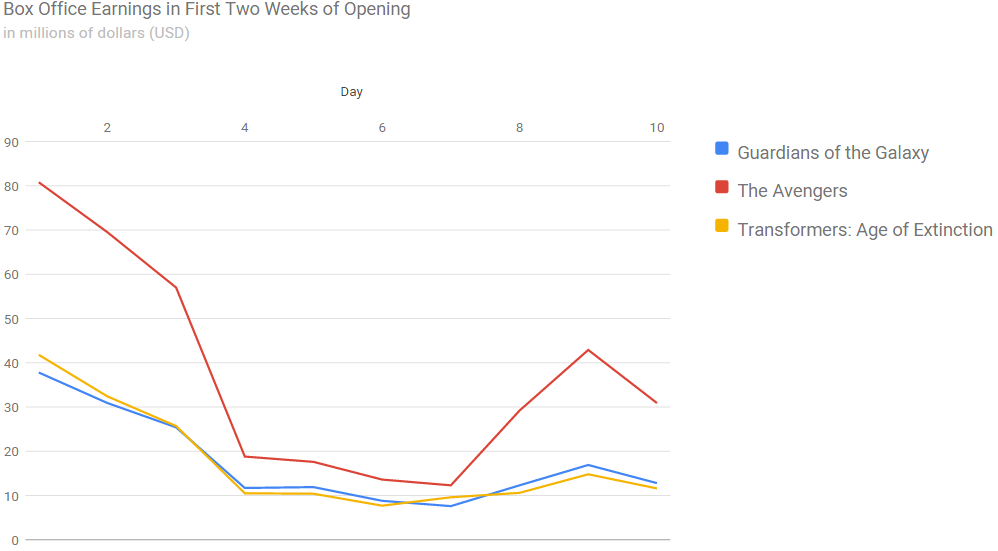 Box Office Earnings in First Two Weeks of Opening
in millions of dollars (USD)
Day
2 4 6 8 10
90
80
70
60
50
40
30
20
10
0
Guardians of the Galaxy
The Avengers
Transformers: Age of Extinction